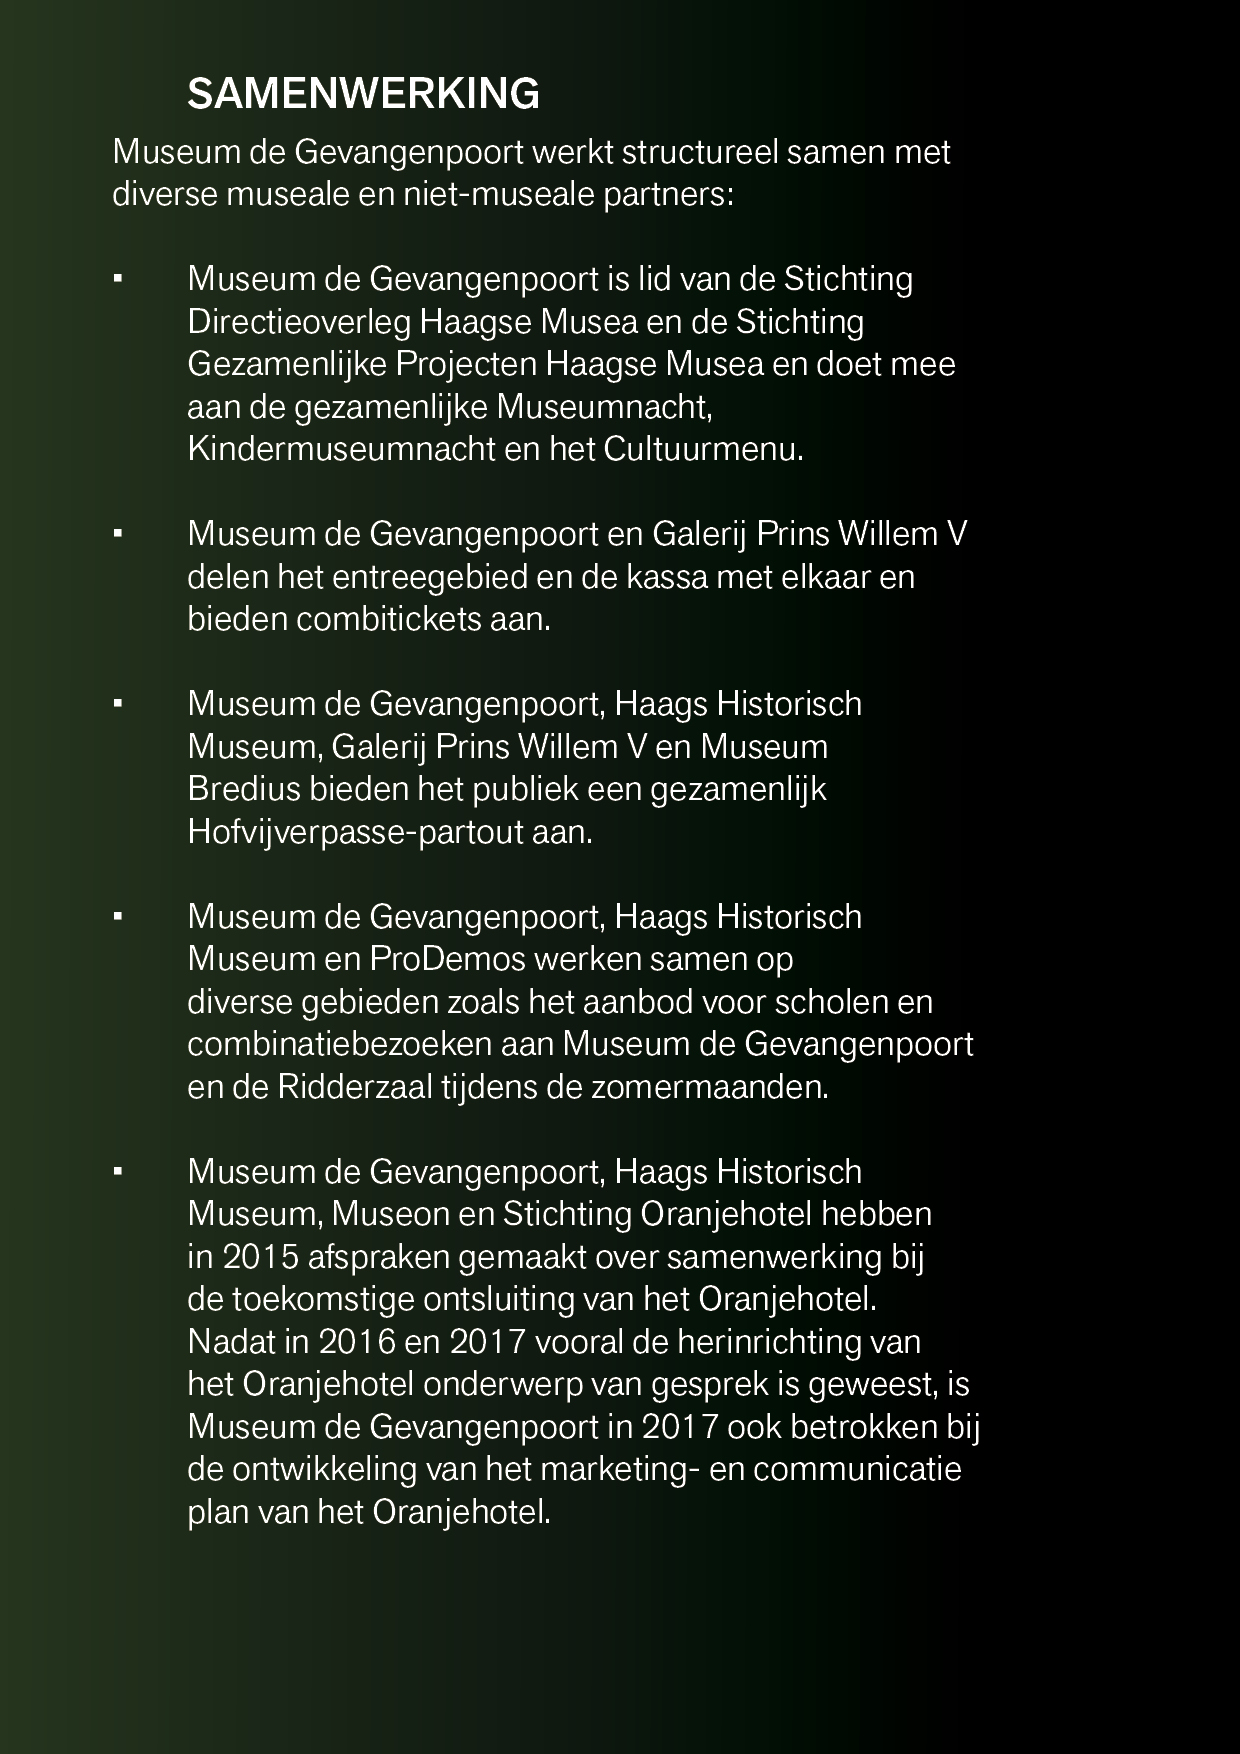 SAMENWERKING
Museum de Gevangenpoort werkt structureel samen met
diverse museale en niet-museale partners:
▪ Museum de Gevangenpoort is lid van de Stichting
Directieoverleg Haagse Musea en de Stichting
Gezamenlijke Projecten Haagse Musea en doet mee
aan de gezamenlijke Museumnacht,
Kindermuseumnacht en het Cultuurmenu.
▪ Museum de Gevangenpoort en Galerij Prins Willem V
delen het entreegebied en de kassa met elkaar en
bieden combitickets aan.
▪ Museum de Gevangenpoort, Haags Historisch
Museum, Galerij Prins Willem V en Museum
Bredius bieden het publiek een gezamenlijk
Hofvijverpasse-partout aan.
▪ Museum de Gevangenpoort, Haags Historisch
Museum en ProDemos werken samen op
diverse gebieden zoals het aanbod voor scholen en
combinatiebezoeken aan Museum de Gevangenpoort
en de Ridderzaal tijdens de zomermaanden.
▪ Museum de Gevangenpoort, Haags Historisch
Museum, Museon en Stichting Oranjehotel hebben
in 2015 afspraken gemaakt over samenwerking bij
de toekomstige ontsluiting van het Oranjehotel.
Nadat in 2016 en 2017 vooral de herinrichting van
het Oranjehotel onderwerp van gesprek is geweest, is
Museum de Gevangenpoort in 2017 ook betrokken bij
de ontwikkeling van het marketing- en communicatie
plan van het Oranjehotel.